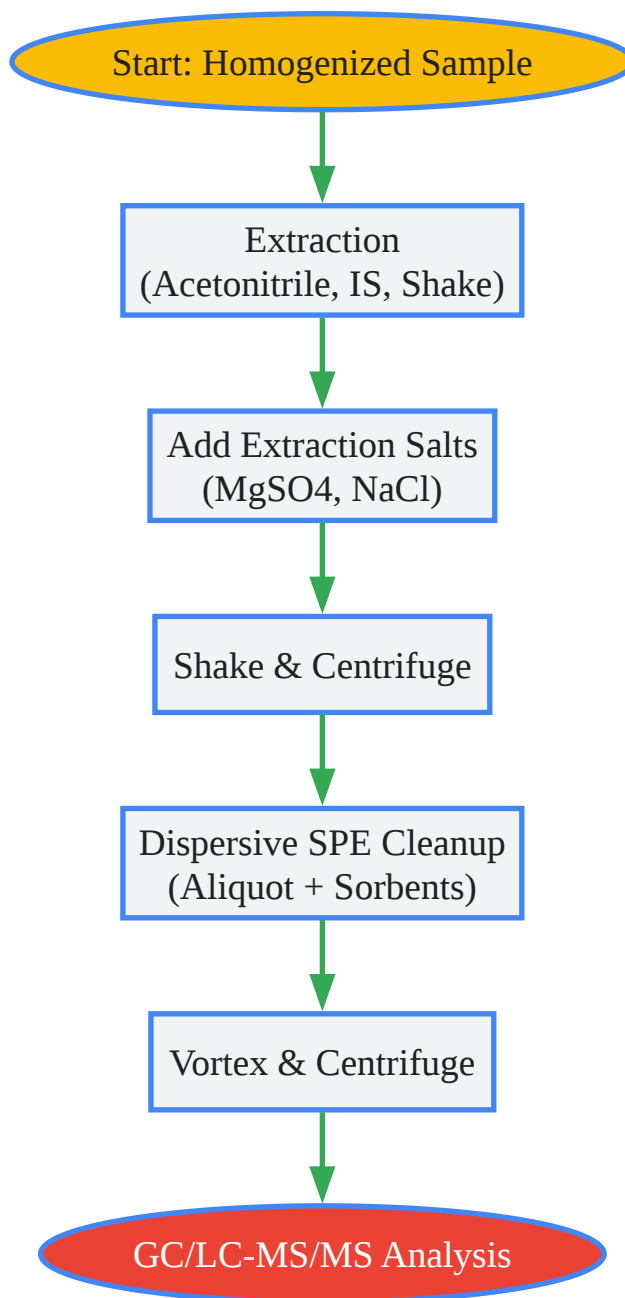 Start: Homogenized Sample
Extraction
(Acetonitrile, IS, Shake)
Add Extraction Salts
(MgSO4, NaCl)
Shake & Centrifuge
Dispersive SPE Cleanup
(Aliquot + Sorbents)
Vortex & Centrifuge
GC/LC-MS/MS Analysis